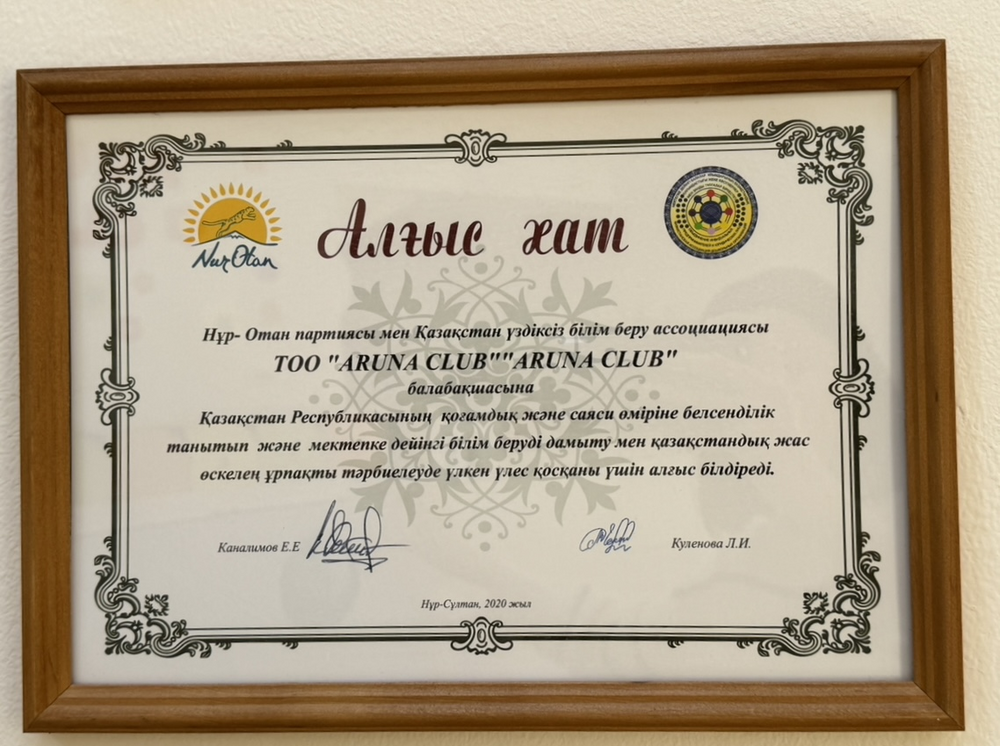 Nur Otan
Алғыс хат
Нұр- Отан партиясы мен Қазақстан үздіксіз білім беру ассоциациясы
ТОО "ARUNA CLUB""ARUNA CLUB"
балабақшасына
Қазақстан Республикасының қоғамдық және саяси өміріне белсенділік
танытып және мектепке дейінгі білім беруді дамыту мен қазақстандық жас
өскелең ұрпақты тәрбиелеуде үлкен үлес қосқаны үшін алғыс білдіреді.
Каналимов Е.Е
Куленова Л.И.
Нұр-Сұлтан, 2020 жыл